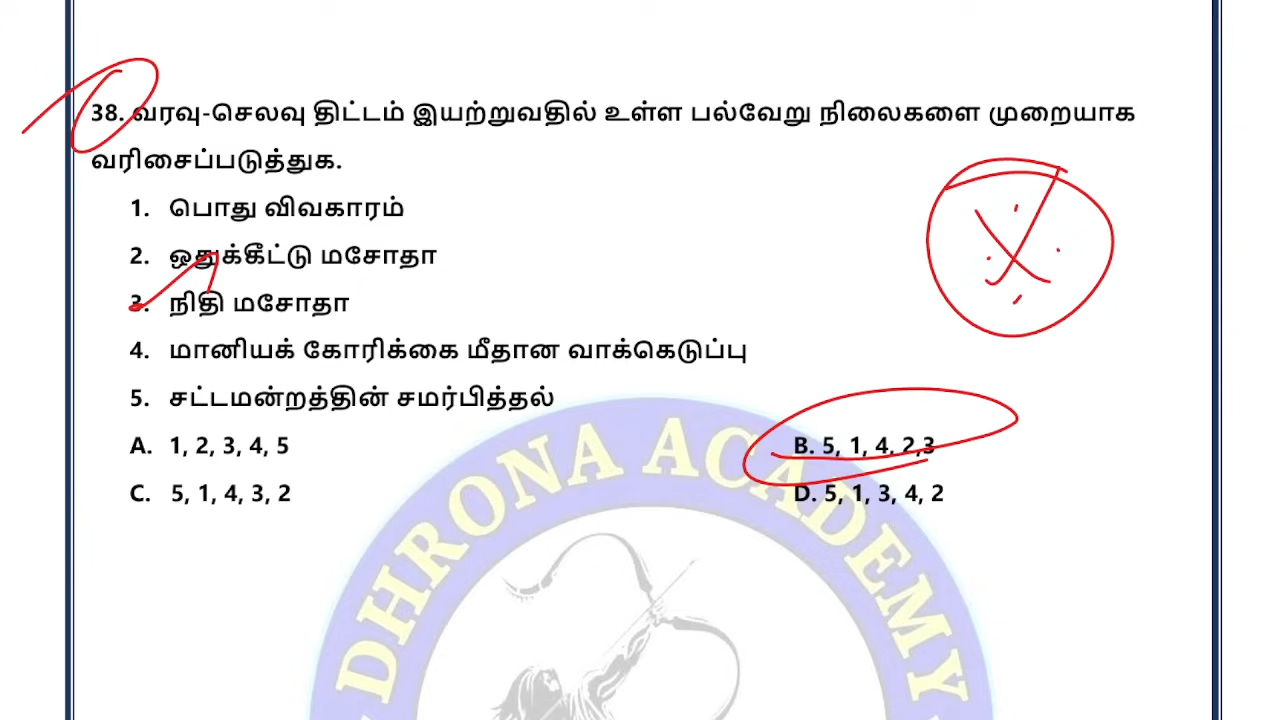 38. வரவு-செலவு திட்டம் இயற்றுவதில் உள்ள பல்வேறு நிலைகளை முறையாக
வரிசைப்படுத்துக.
1. பொது விவகாரம்
2. ஒதுக்கீட்டு மசோதா
3. நிதி மசோதா
4. மானியக் கோரிக்கை மீதான வாக்கெடுப்பு
5. சட்டமன்றத்தின் சமர்பித்தல்
A. 1, 2, 3, 4, 5
B. 5, 1, 4, 2,3
C. 5, 1, 4, 3, 2
D. 5, 1, 3, 4, 2
DHRONA ACADEMY